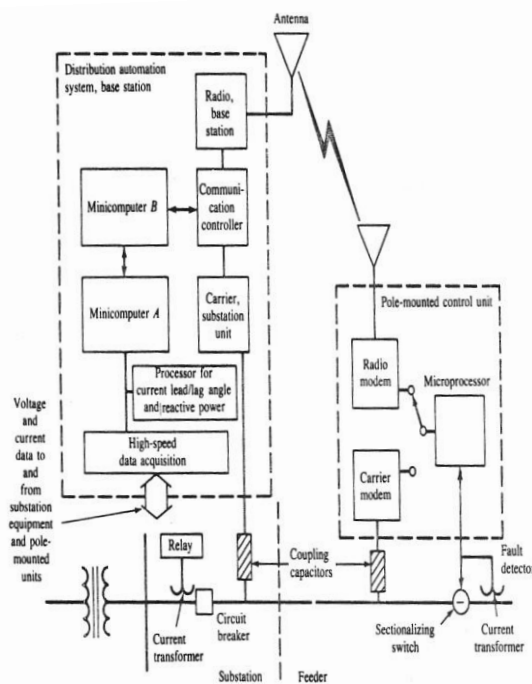 Antenna
Distribution automation
system, base station
Radio,
base
station
Minicomputer B
Communi-
cation
controller
Minicomputer A
Carrier,
substation
unit
Pole-mounted control unit
Radio
modem
Microprocessor
Processor for
current lead/lag angle
and reactive power
Voltage
and
current data to
and
from
substation
equipment
and pole-
mounted
units
High-speed
data acquisition
Carrier
modem
Relay
Coupling
capacitors
Fault
detector
Current
transformer
Circuit
breaker
Sectionalizing
switch
Current
transformer
Substation
Feeder